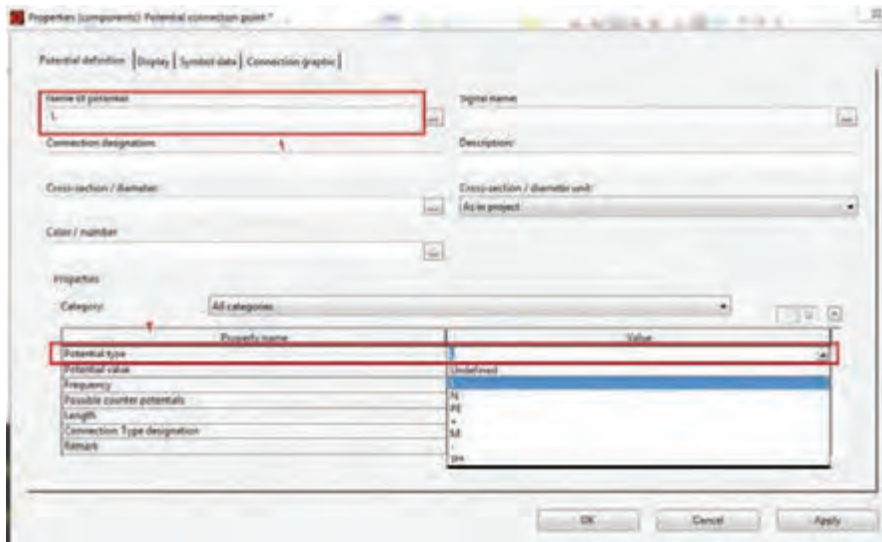 Properties (components): Potential connection point *
Potential definition Display Symbol data Connection graphic
Name of potential: Signal name:
L
۱
Connection designation: Description:
Cross-section / diameter: Cross-section / diameter unit:
As in project
Color / number
Properties
Category: All categories
۲
Property name Value
Potential type L
Potential value Undefined
Frequency L
Possible counter potentials N
Length PE
Connection Type designation +
Remark M
-
SH
OK Cancel Apply